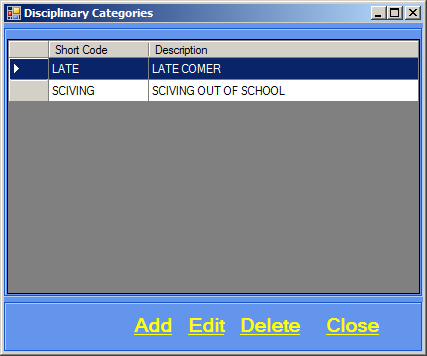 Disciplinary Categories
Short Code Description
LATE LATE COMER
SCIVING SCIVING OUT OF SCHOOL
Add Edit Delete Close